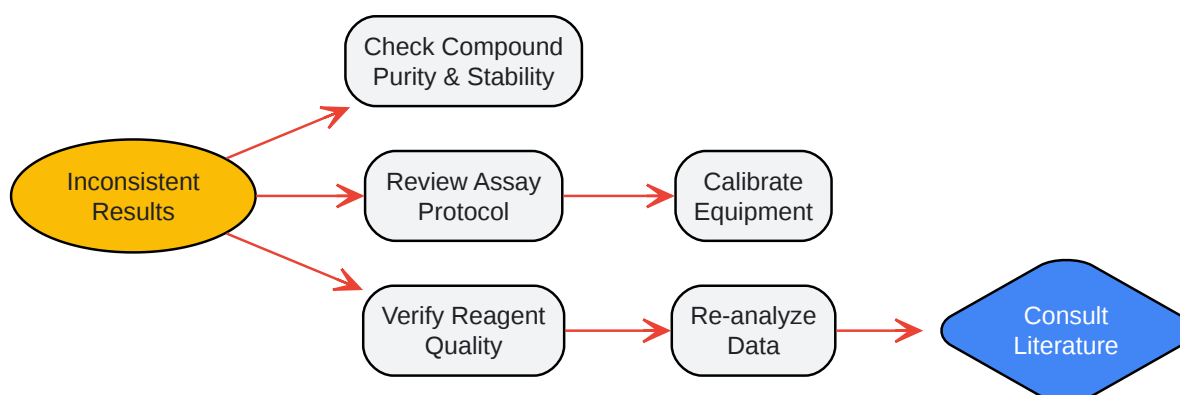 Check Compound
Purity & Stability
Inconsistent
Results
Review Assay
Protocol
Calibrate
Equipment
Verify Reagent
Quality
Re-analyze
Data
Consult
Literature